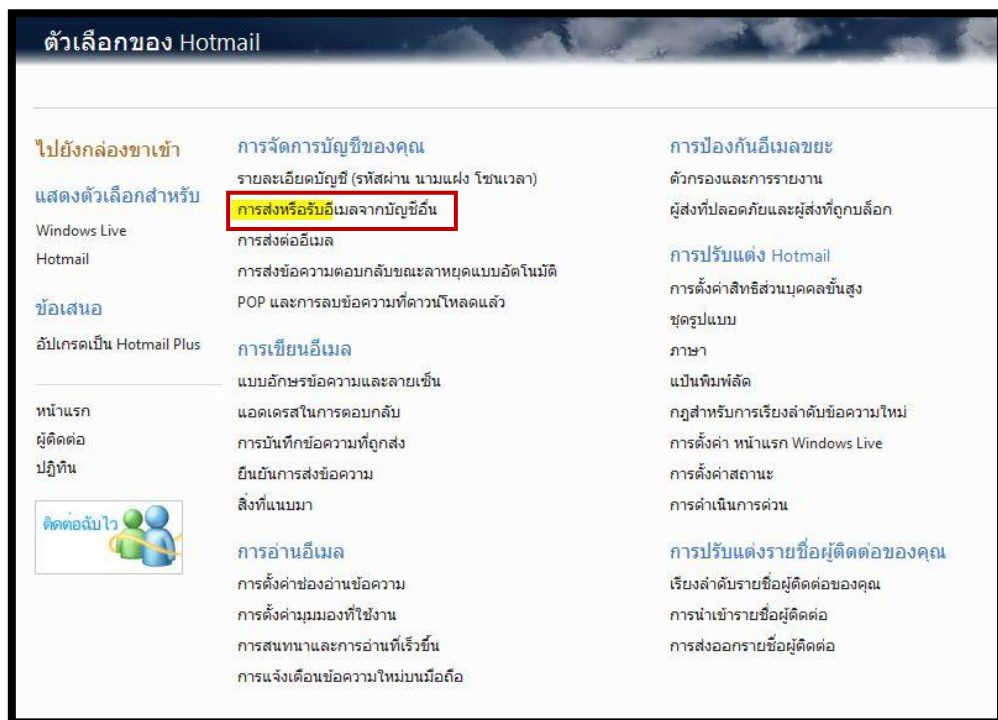 ตัวเลือกของ Hotmail
ไปยังกล่องขาเข้า
แสดงตัวเลือกสำหรับ
Windows Live
Hotmail
ข้อเสนอ
อัปเกรดเป็น Hotmail Plus
หน้าแรก
ผู้ติดต่อ
ปฏิทิน
ติดต่อฉับไว
การจัดการบัญชีของคุณ
รายละเอียดบัญชี (รหัสผ่าน นามแฝง โซนเวลา)
การส่งหรือรับอีเมลจากบัญชีอื่น
การส่งต่ออีเมล
การส่งข้อความตอบกลับขณะลาหยุดแบบอัตโนมัติ
POP และการลบข้อความที่ดาวน์โหลดแล้ว
การเขียนอีเมล
แบบอักษรข้อความและลายเซ็น
แอดเดรสในการตอบกลับ
การบันทึกข้อความที่ถูกส่ง
ยืนยันการส่งข้อความ
สิ่งที่แนบมา
การอ่านอีเมล
การตั้งค่าช่องอ่านข้อความ
การตั้งค่ามุมมองที่ใช้งาน
การสนทนาและการอ่านที่เร็วขึ้น
การแจ้งเตือนข้อความใหม่บนมือถือ
การป้องกันอีเมลขยะ
ตัวกรองและการรายงาน
ผู้ส่งที่ปลอดภัยและผู้ส่งที่ถูกบล็อก
การปรับแต่ง Hotmail
การตั้งค่าสิทธิส่วนบุคคลขั้นสูง
ชุดรูปแบบ
ภาษา
แป้นพิมพ์ลัด
กฎสำหรับการเรียงลำดับข้อความใหม่
การตั้งค่า หน้าแรก Windows Live
การตั้งค่าสถานะ
การดำเนินการด่วน
การปรับแต่งรายชื่อผู้ติดต่อของคุณ
เรียงลำดับรายชื่อผู้ติดต่อของคุณ
การนำเข้ารายชื่อผู้ติดต่อ
การส่งออกรายชื่อผู้ติดต่อ